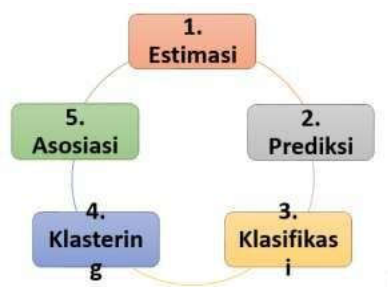 1.
Estimasi
2.
Prediksi
3.
Klasifikas
i
4.
Klasterin
g
5.
Asosiasi